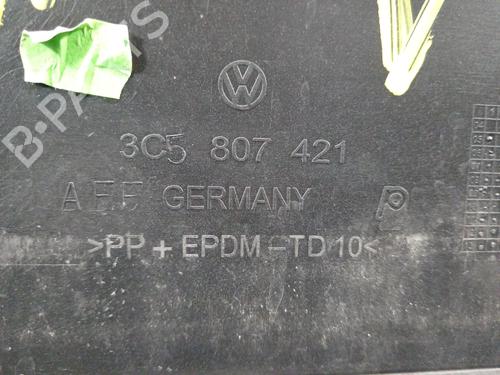 3C5 807 421
AFF GERMANY
>PP + EPDM - TD 10<
B-PARTS